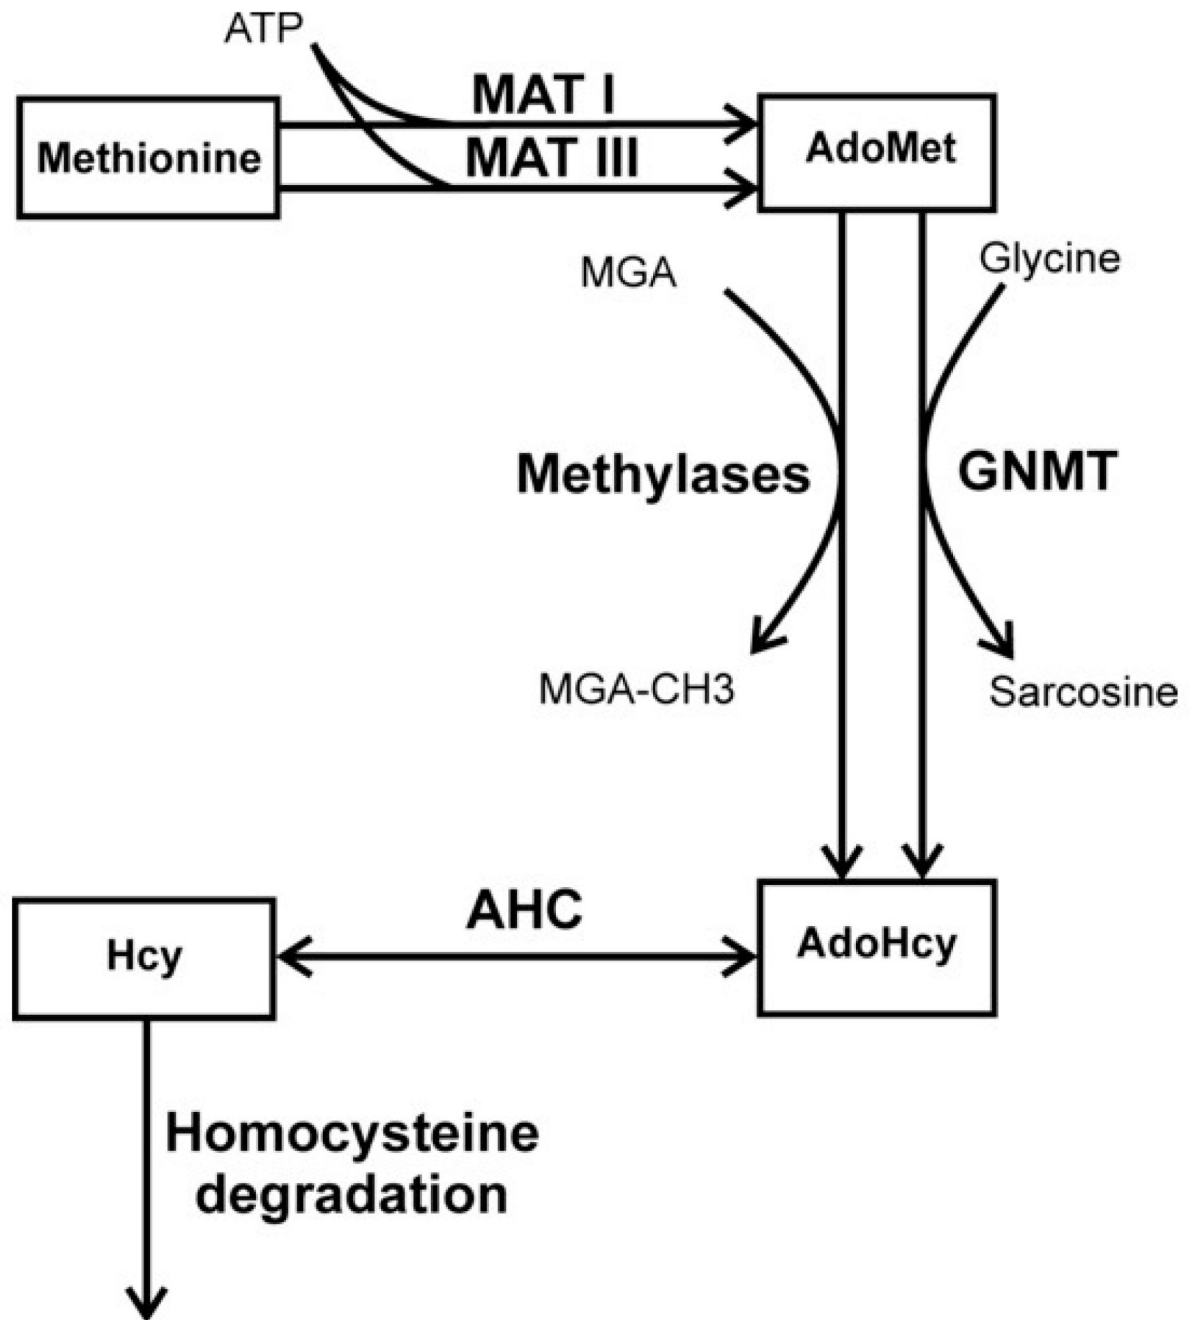 ATP
MAT I
Methionine
MAT III
AdoMet
MGA
Glycine
Methylases
GNMT
MGA-CH3
Sarcosine
Hcy
AHC
AdoHcy
Homocysteine
degradation